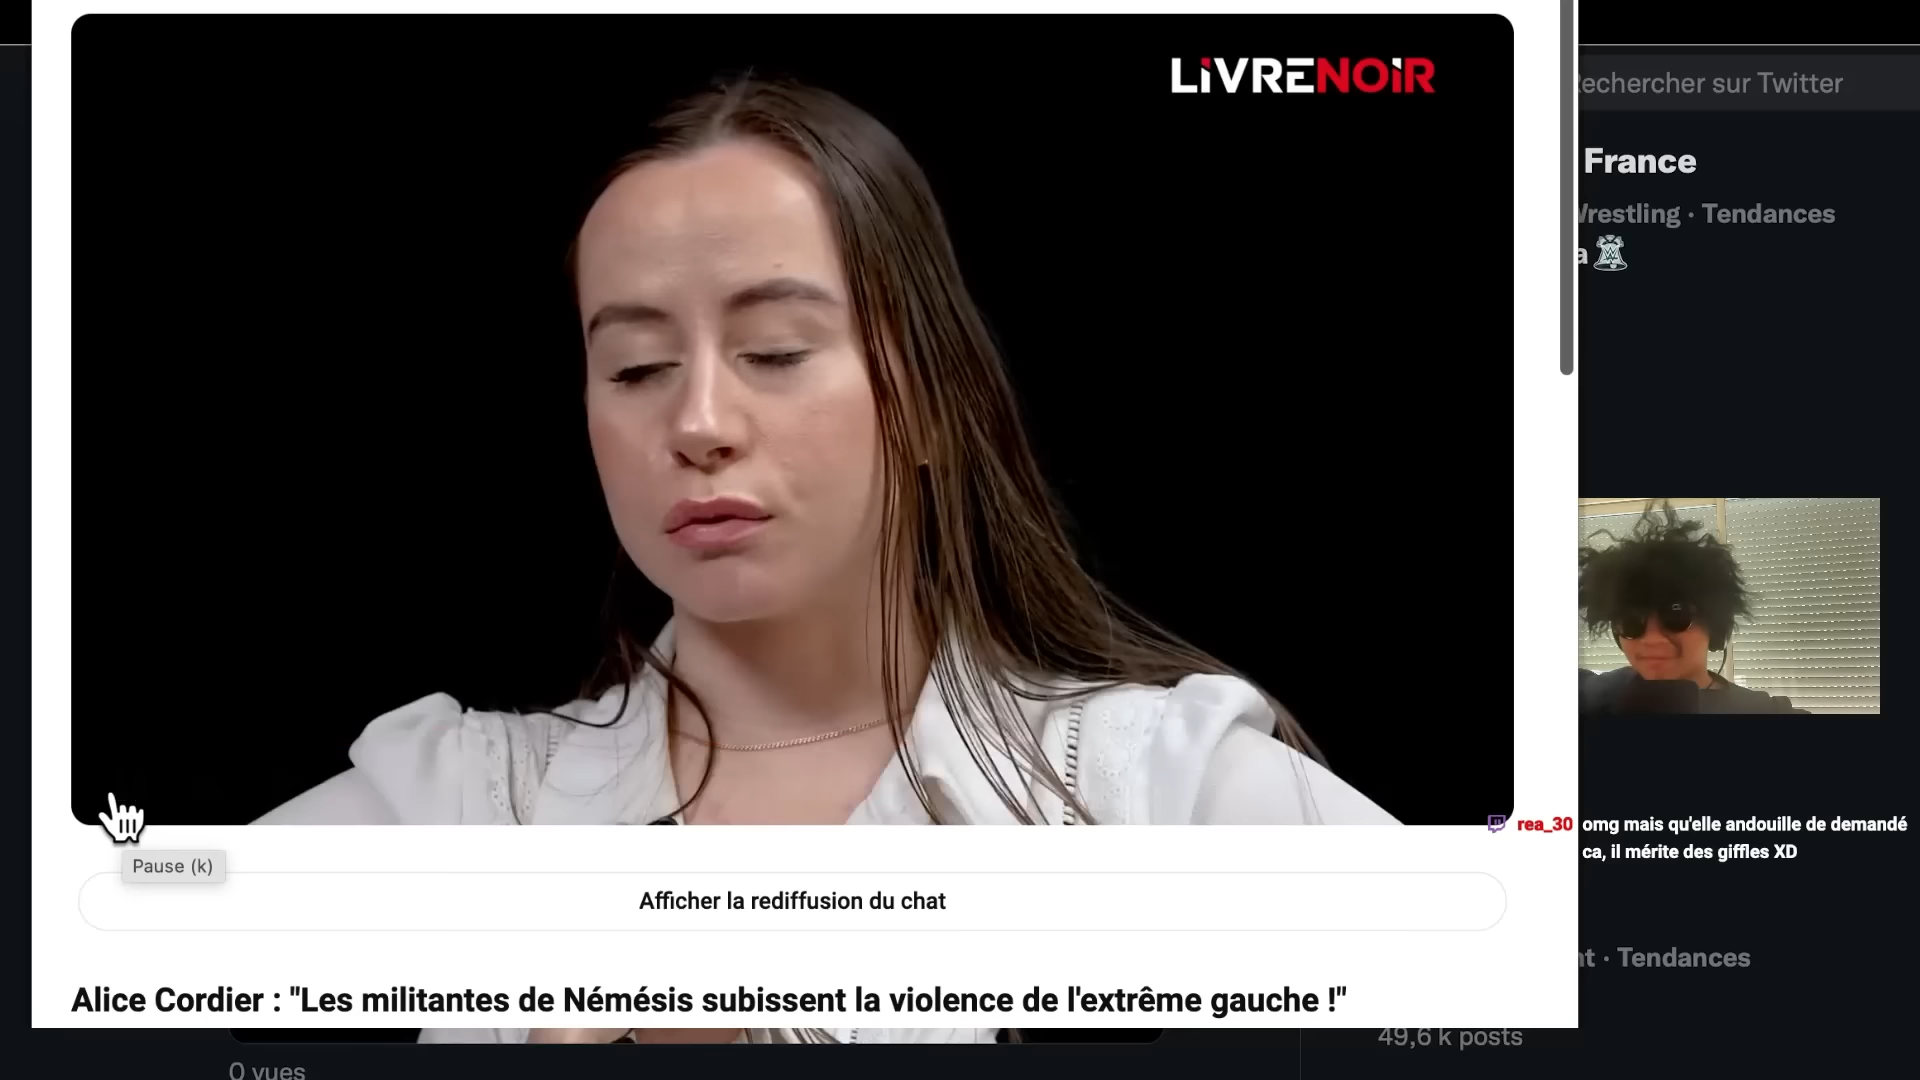 LiVRENOiR
Rechercher sur Twitter
France
Wrestling · Tendances
a
rea_30 omg mais qu'elle andouille de demandé
ca, il mérite des giffles XD
Pause (k)
Afficher la rediffusion du chat
nt · Tendances
Alice Cordier : "Les militantes de Némésis subissent la violence de l'extrême gauche !"
49,6 k posts
0 vues